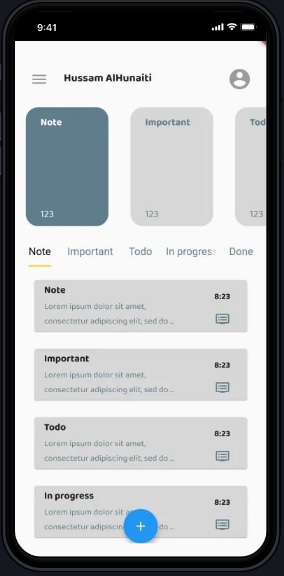 9:41
Hussam AlHunaiti
Note
Important
Tod
123
123
123
Note Important Todo In progres Done
Note
8:23
Lorem ipsum dolor sit amet,
consectetur adipiscing elit, sed do ...
Important
8:23
Lorem ipsum dolor sit amet,
consectetur adipiscing elit, sed do ...
Todo
8:23
Lorem ipsum dolor sit amet,
consectetur adipiscing elit, sed do ...
In progress
8:23
Lorem ipsum dolor sit amet,
consectetur adipiscing elit, sed do ...
+